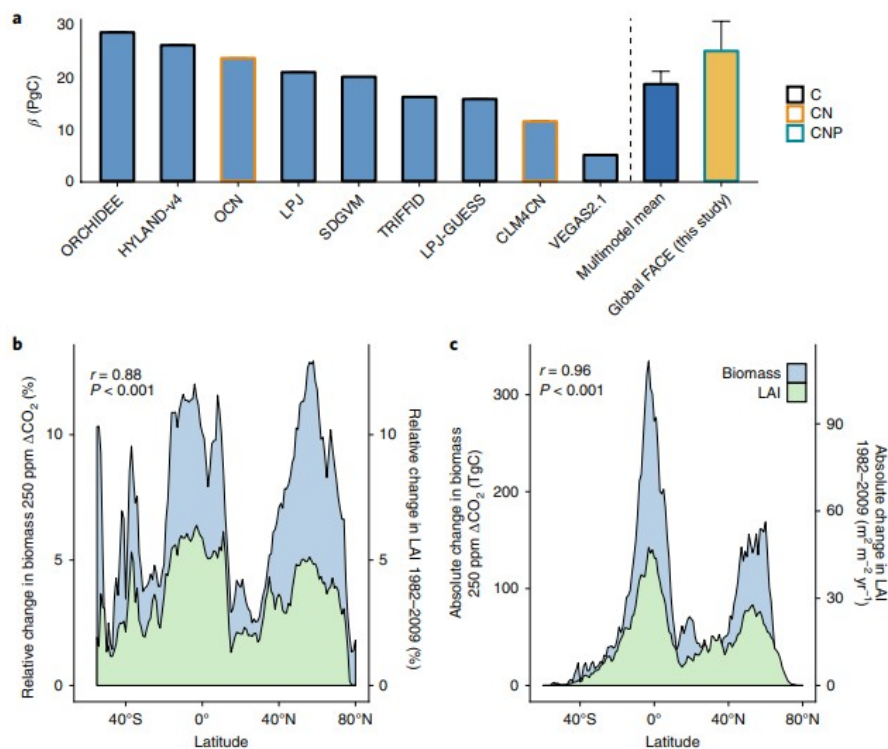 a
30
20
10
0
β (PgC)
ORCHIDEE
HYLAND-v4
OCN
LPJ
SDGVM
TRIFFID
LPJ-GUESS
CLM4CN
VEGAS2.1
Multimodel mean
Global FACE (this study)
C
CN
CNP
b
r = 0.88
P < 0.001
Relative change in biomass 250 ppm ΔCO₂ (%)
10
5
0
10
5
0
Relative change in LAI 1982–2009 (%)
40°S
0°
40°N
80°N
Latitude
c
r = 0.96
P < 0.001
Biomass
LAI
Absolute change in biomass
250 ppm ΔCO₂ (TgC)
300
200
100
0
90
60
30
0
Absolute change in LAI
1982–2009 (m² m⁻² yr⁻¹)
40°S
0°
40°N
80°N
Latitude